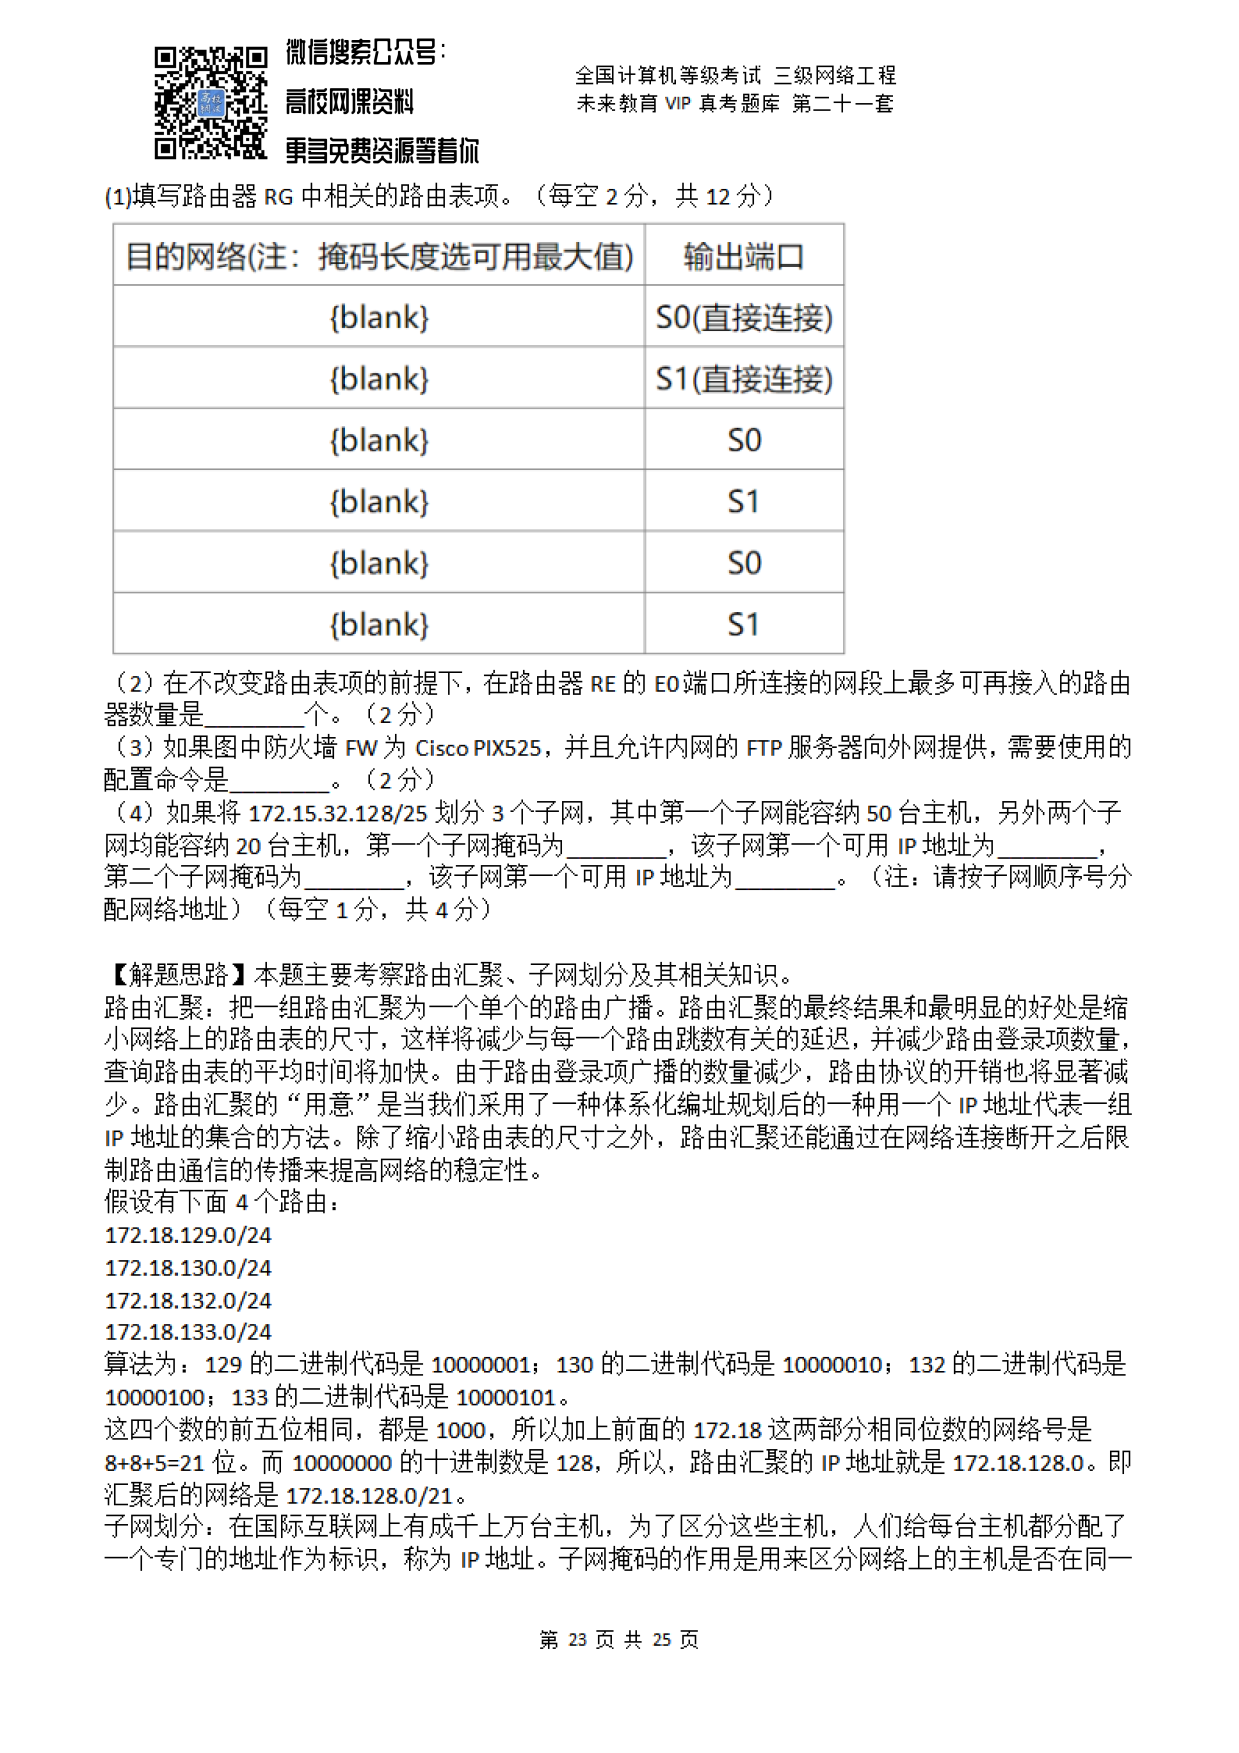 微信搜索公众号：
高校网课资料
更多免费资源等着你
全国计算机等级考试 三级网络工程
未来教育 VIP 真考题库 第二十一套
(1)填写路由器 RG 中相关的路由表项。（每空 2 分，共 12 分）
目的网络(注：掩码长度选可用最大值) 输出端口
{blank} S0(直接连接)
{blank} S1(直接连接)
{blank} S0
{blank} S1
{blank} S0
{blank} S1
（2）在不改变路由表项的前提下，在路由器 RE 的 E0 端口所连接的网段上最多可再接入的路由
器数量是________个。（2 分）
（3）如果图中防火墙 FW 为 Cisco PIX525，并且允许内网的 FTP 服务器向外网提供，需要使用的
配置命令是________。（2 分）
（4）如果将 172.15.32.128/25 划分 3 个子网，其中第一个子网能容纳 50 台主机，另外两个子
网均能容纳 20 台主机，第一个子网掩码为________，该子网第一个可用 IP 地址为________，
第二个子网掩码为________，该子网第一个可用 IP 地址为________。（注：请按子网顺序号分
配网络地址）（每空 1 分，共 4 分）
【解题思路】本题主要考察路由汇聚、子网划分及其相关知识。
路由汇聚：把一组路由汇聚为一个单个的路由广播。路由汇聚的最终结果和最明显的好处是缩
小网络上的路由表的尺寸，这样将减少与每一个路由跳数有关的延迟，并减少路由登录项数量，
查询路由表的平均时间将加快。由于路由登录项广播的数量减少，路由协议的开销也将显著减
少。路由汇聚的“用意”是当我们采用了一种体系化编址规划后的一种用一个 IP 地址代表一组
IP 地址的集合的方法。除了缩小路由表的尺寸之外，路由汇聚还能通过在网络连接断开之后限
制路由通信的传播来提高网络的稳定性。
假设有下面 4 个路由：
172.18.129.0/24
172.18.130.0/24
172.18.132.0/24
172.18.133.0/24
算法为：129 的二进制代码是 10000001；130 的二进制代码是 10000010；132 的二进制代码是
10000100；133 的二进制代码是 10000101。
这四个数的前五位相同，都是 1000，所以加上前面的 172.18 这两部分相同位数的网络号是
8+8+5=21 位。而 10000000 的十进制数是 128，所以，路由汇聚的 IP 地址就是 172.18.128.0。即
汇聚后的网络是 172.18.128.0/21。
子网划分：在国际互联网上有成千上万台主机，为了区分这些主机，人们给每台主机都分配了
一个专门的地址作为标识，称为 IP 地址。子网掩码的作用是用来区分网络上的主机是否在同一
第 23 页 共 25 页